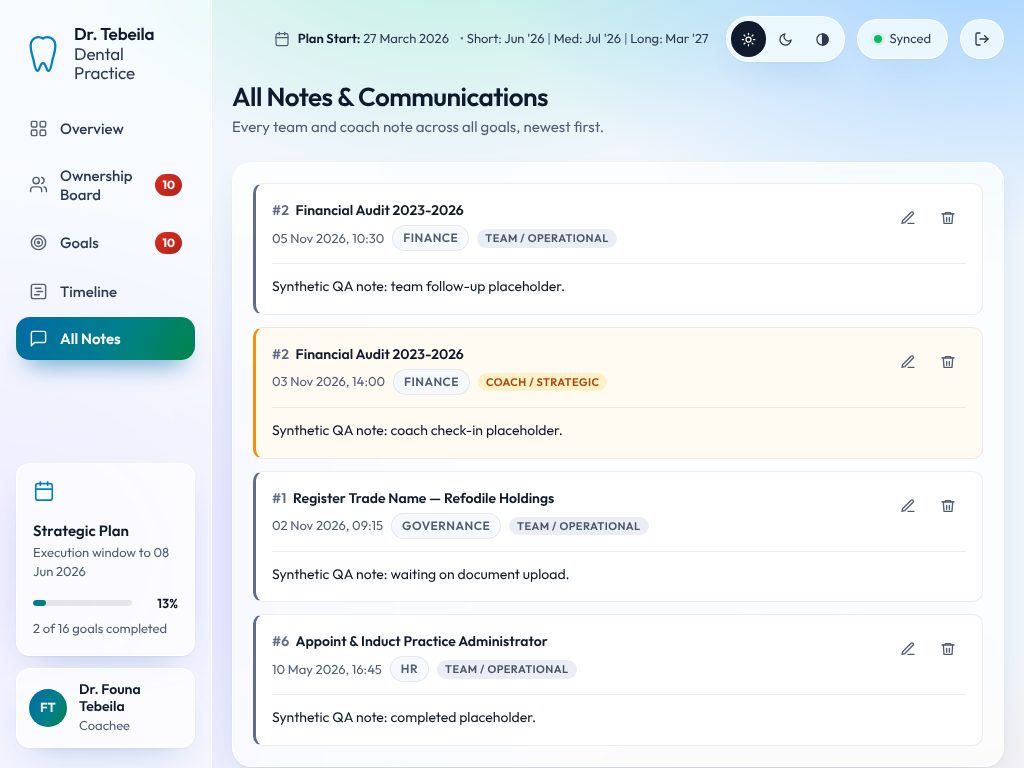 Dr. Tebeila
Dental
Practice
Overview
Ownership
Board
10
Goals
10
Timeline
All Notes
Strategic Plan
Execution window to 08
Jun 2026
13%
2 of 16 goals completed
FT
Dr. Founa
Tebeila
Coachee
Plan Start: 27 March 2026 • Short: Jun '26 | Med: Jul '26 | Long: Mar '27
Synced
All Notes & Communications
Every team and coach note across all goals, newest first.
#2 Financial Audit 2023-2026
05 Nov 2026, 10:30 FINANCE TEAM / OPERATIONAL
Synthetic QA note: team follow-up placeholder.
#2 Financial Audit 2023-2026
03 Nov 2026, 14:00 FINANCE COACH / STRATEGIC
Synthetic QA note: coach check-in placeholder.
#1 Register Trade Name — Refodile Holdings
02 Nov 2026, 09:15 GOVERNANCE TEAM / OPERATIONAL
Synthetic QA note: waiting on document upload.
#6 Appoint & Induct Practice Administrator
10 May 2026, 16:45 HR TEAM / OPERATIONAL
Synthetic QA note: completed placeholder.